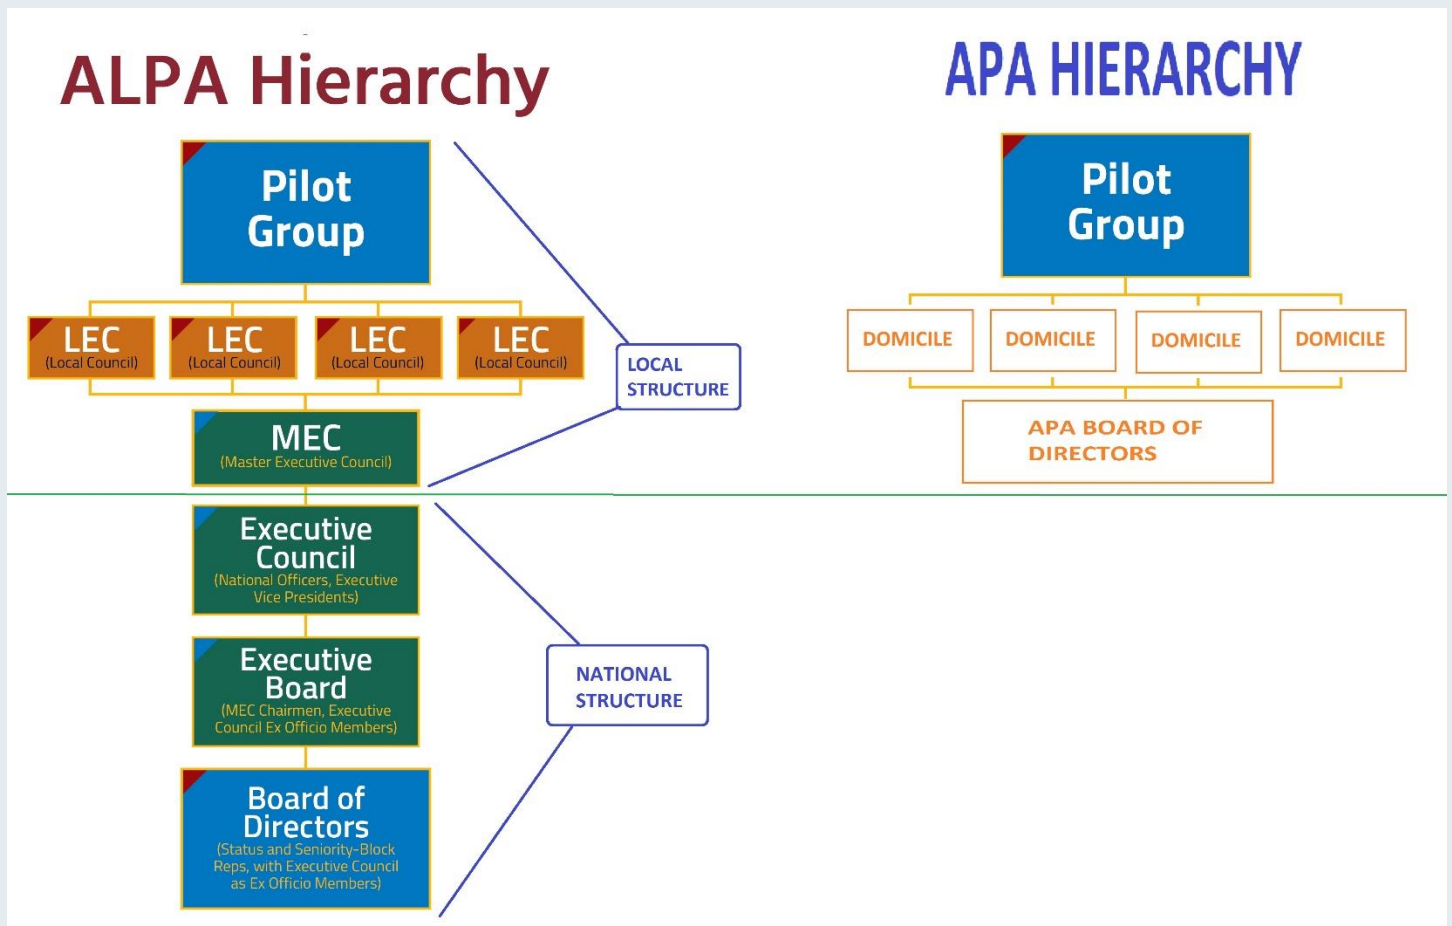 ALPA Hierarchy
Pilot
Group
LEC
(Local Council)
LEC
(Local Council)
LEC
(Local Council)
LEC
(Local Council)
MEC
(Master Executive Council)
LOCAL
STRUCTURE
Executive
Council
(National Officers, Executive
Vice Presidents)
Executive
Board
(MEC Chairmen, Executive
Council Ex Officio Members)
NATIONAL
STRUCTURE
Board of
Directors
(Status and Seniority-Block
Reps, with Executive Council
as Ex Officio Members)
APA HIERARCHY
Pilot
Group
DOMICILE
DOMICILE
DOMICILE
DOMICILE
APA BOARD OF
DIRECTORS